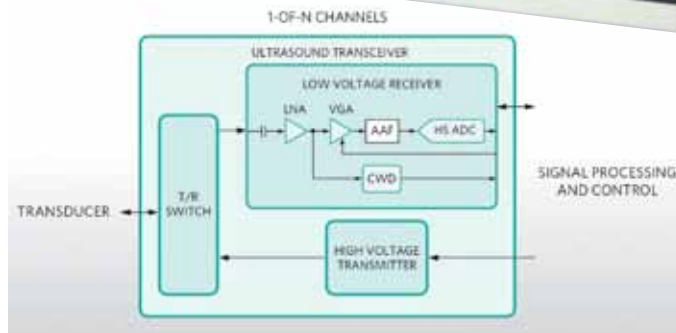 1-OF-N CHANNELS
ULTRASOUND TRANSCEIVER
LOW VOLTAGE RECEIVER
LNA
VGA
AAF
HS ADC
CWD
T/R
SWITCH
TRANSDUCER
SIGNAL PROCESSING
AND CONTROL
HIGH VOLTAGE
TRANSMITTER